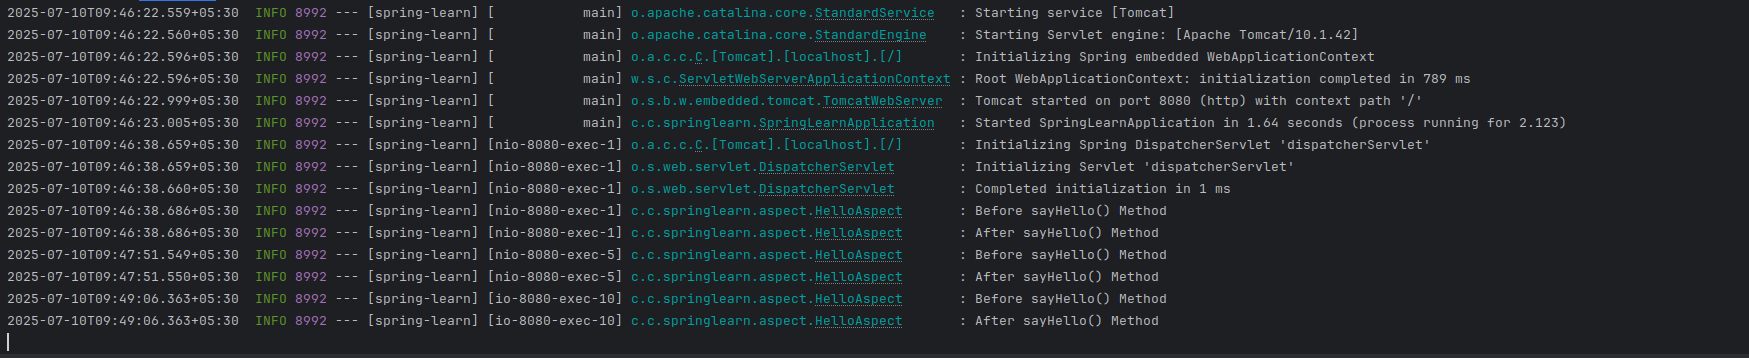 2025-07-10T09:46:22.559+05:30  INFO 8992 --- [spring-learn] [           main] o.apache.catalina.core.StandardService   : Starting service [Tomcat]
2025-07-10T09:46:22.560+05:30  INFO 8992 --- [spring-learn] [           main] o.apache.catalina.core.StandardEngine    : Starting Servlet engine: [Apache Tomcat/10.1.42]
2025-07-10T09:46:22.596+05:30  INFO 8992 --- [spring-learn] [           main] o.a.c.c.C.[Tomcat].[localhost].[/]       : Initializing Spring embedded WebApplicationContext
2025-07-10T09:46:22.596+05:30  INFO 8992 --- [spring-learn] [           main] w.s.c.ServletWebServerApplicationContext : Root WebApplicationContext: initialization completed in 789 ms
2025-07-10T09:46:22.999+05:30  INFO 8992 --- [spring-learn] [           main] o.s.b.w.embedded.tomcat.TomcatWebServer  : Tomcat started on port 8080 (http) with context path '/'
2025-07-10T09:46:23.005+05:30  INFO 8992 --- [spring-learn] [           main] c.c.springlearn.SpringLearnApplication   : Started SpringLearnApplication in 1.64 seconds (process running for 2.123)
2025-07-10T09:46:38.659+05:30  INFO 8992 --- [spring-learn] [nio-8080-exec-1] o.a.c.c.C.[Tomcat].[localhost].[/]       : Initializing Spring DispatcherServlet 'dispatcherServlet'
2025-07-10T09:46:38.659+05:30  INFO 8992 --- [spring-learn] [nio-8080-exec-1] o.s.web.servlet.DispatcherServlet        : Initializing Servlet 'dispatcherServlet'
2025-07-10T09:46:38.660+05:30  INFO 8992 --- [spring-learn] [nio-8080-exec-1] o.s.web.servlet.DispatcherServlet        : Completed initialization in 1 ms
2025-07-10T09:46:38.686+05:30  INFO 8992 --- [spring-learn] [nio-8080-exec-1] c.c.springlearn.aspect.HelloAspect       : Before sayHello() Method
2025-07-10T09:46:38.686+05:30  INFO 8992 --- [spring-learn] [nio-8080-exec-1] c.c.springlearn.aspect.HelloAspect       : After sayHello() Method
2025-07-10T09:47:51.549+05:30  INFO 8992 --- [spring-learn] [nio-8080-exec-5] c.c.springlearn.aspect.HelloAspect       : Before sayHello() Method
2025-07-10T09:47:51.550+05:30  INFO 8992 --- [spring-learn] [nio-8080-exec-5] c.c.springlearn.aspect.HelloAspect       : After sayHello() Method
2025-07-10T09:49:06.363+05:30  INFO 8992 --- [spring-learn] [io-8080-exec-10] c.c.springlearn.aspect.HelloAspect       : Before sayHello() Method
2025-07-10T09:49:06.363+05:30  INFO 8992 --- [spring-learn] [io-8080-exec-10] c.c.springlearn.aspect.HelloAspect       : After sayHello() Method